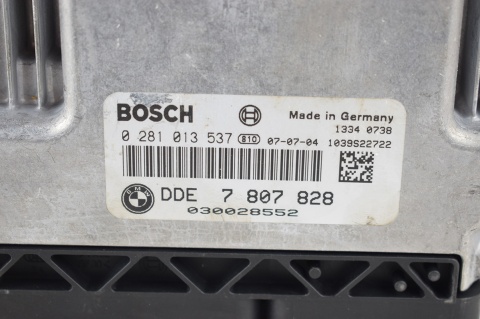 BOSCH
Made in Germany
1334 0738
0 281 013 537 810 07-07-04 1039S22722
BMW DDE 7 807 828
030028552